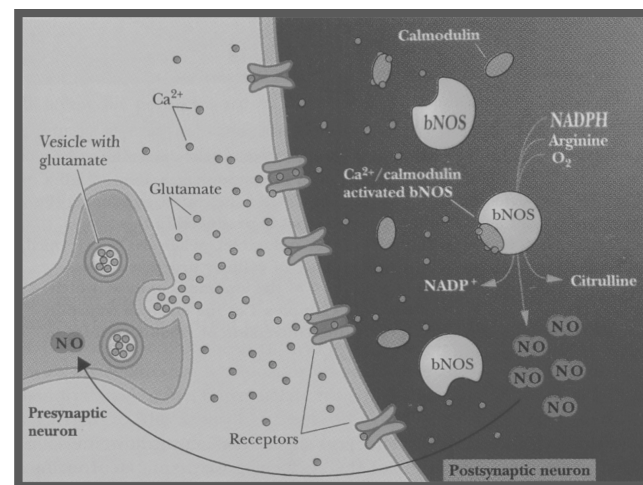 Calmodulin
Ca2+
bNOS
NADPH
Arginine
O2
Vesicle with
glutamate
Glutamate
Ca2+/calmodulin
activated bNOS
bNOS
NADP+
Citrulline
NO
NO
NO
NO
NO
NO
bNOS
Presynaptic
neuron
Receptors
Postsynaptic neuron